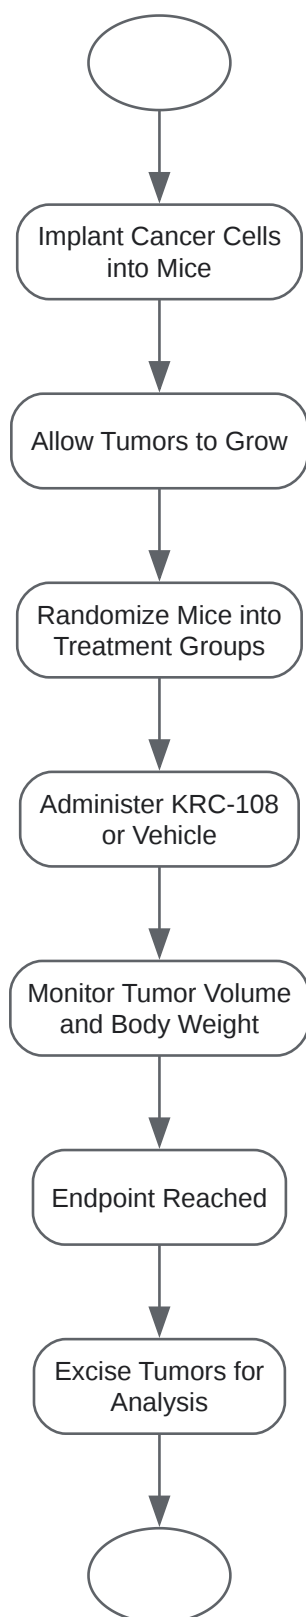 Implant Cancer Cells
into Mice
Allow Tumors to Grow
Randomize Mice into
Treatment Groups
Administer KRC-108
or Vehicle
Monitor Tumor Volume
and Body Weight
Endpoint Reached
Excise Tumors for
Analysis